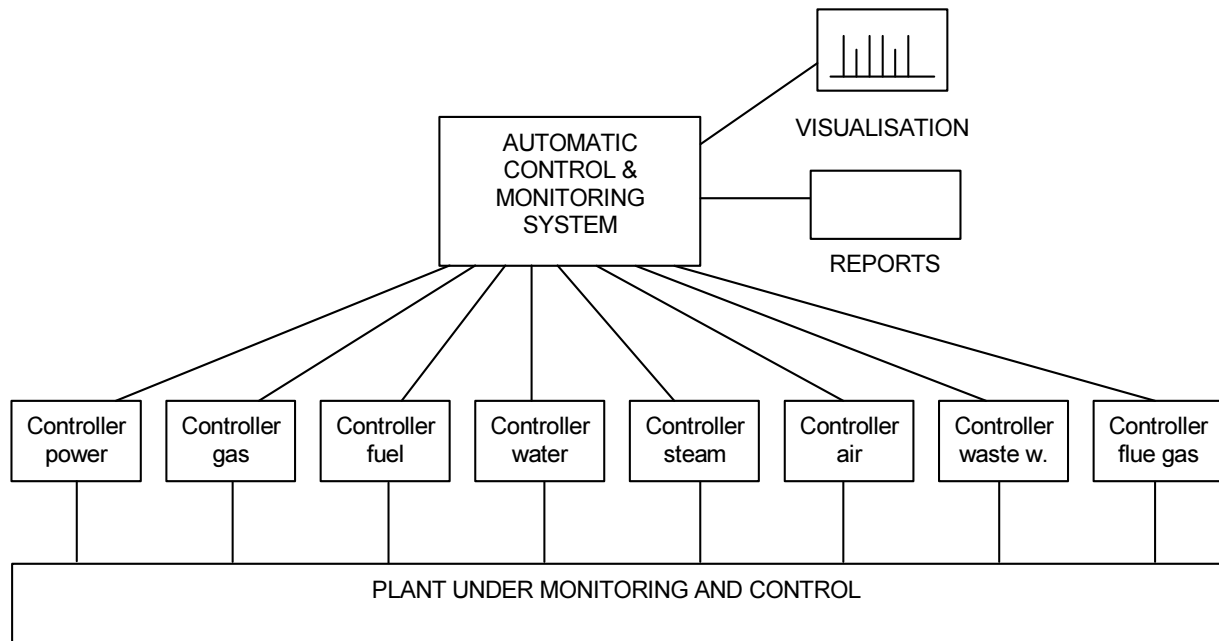 VISUALISATION
AUTOMATIC
CONTROL &
MONITORING
SYSTEM
REPORTS
Controller
power
Controller
gas
Controller
fuel
Controller
water
Controller
steam
Controller
air
Controller
waste w.
Controller
flue gas
PLANT UNDER MONITORING AND CONTROL